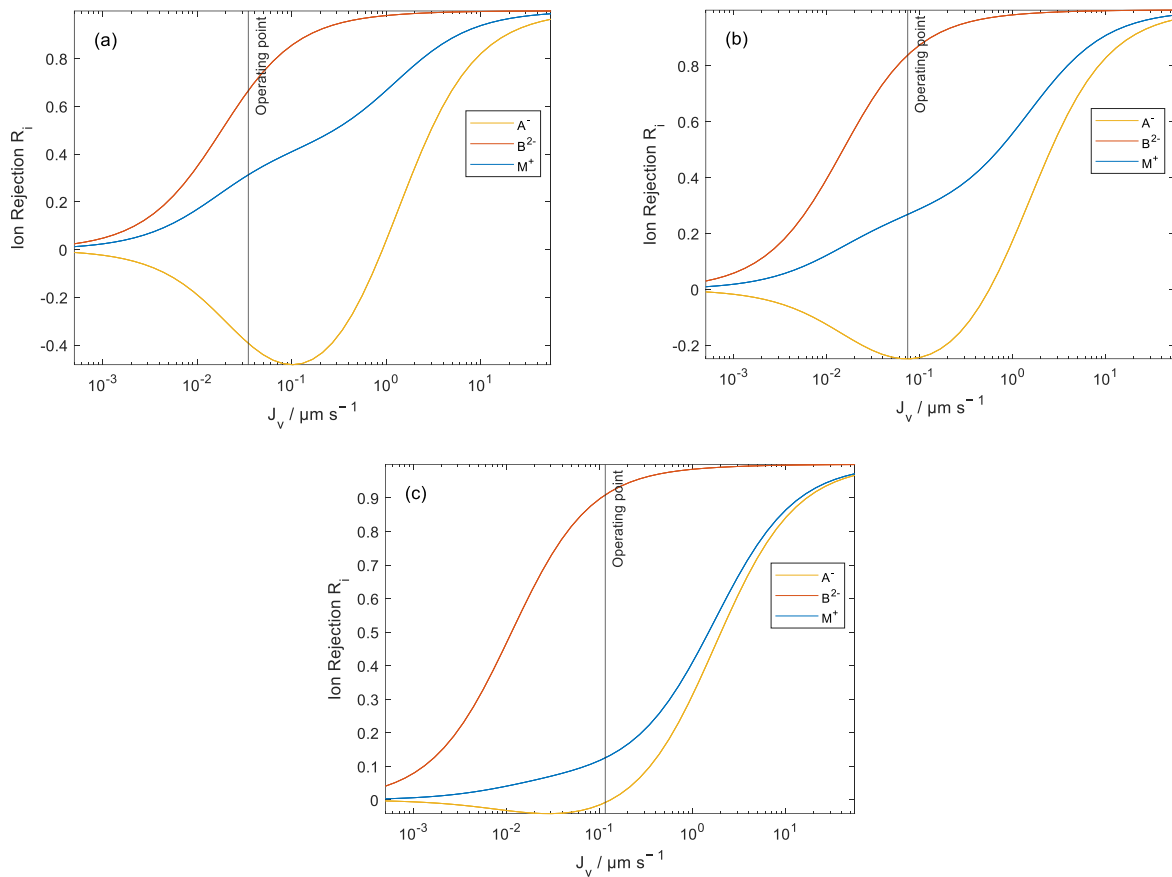 (a)
Operating point
Ion Rejection R_i
0.8
0.6
0.4
0.2
0
-0.2
-0.4
A⁻
B²⁻
M⁺
10⁻³ 10⁻² 10⁻¹ 10⁰ 10¹
J_v / µm s⁻¹
(b)
Operating point
Ion Rejection R_i
0.8
0.6
0.4
0.2
0
-0.2
A⁻
B²⁻
M⁺
10⁻³ 10⁻² 10⁻¹ 10⁰ 10¹
J_v / µm s⁻¹
(c)
Operating point
Ion Rejection R_i
0.9
0.8
0.7
0.6
0.5
0.4
0.3
0.2
0.1
0
A⁻
B²⁻
M⁺
10⁻³ 10⁻² 10⁻¹ 10⁰ 10¹
J_v / µm s⁻¹